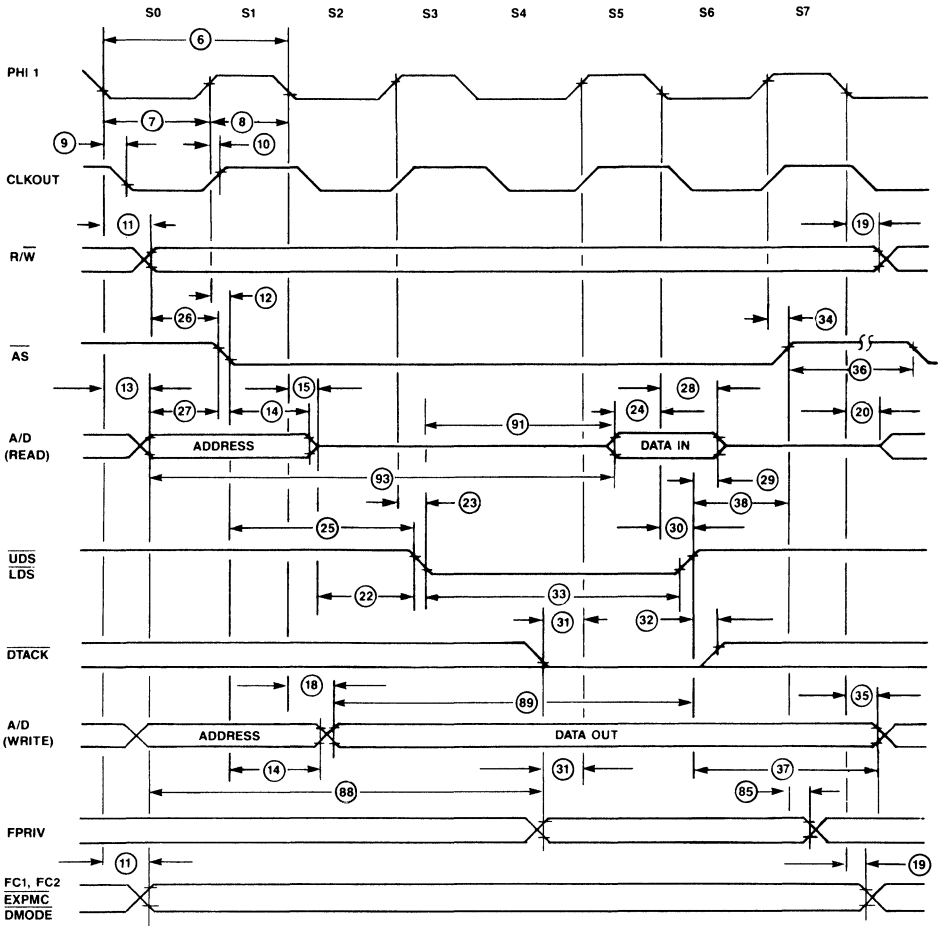 S0 S1 S2 S3 S4 S5 S6 S7
6
PHI 1
7 8
9 10
CLKOUT
11 19
R/W
12
26 34
AS
36
13 15 28
27 14 24 20
91
A/D
(READ)
ADDRESS DATA IN
93 29
23 38
25 30
UDS
LDS
22 33
31 32
DTACK
18 35
89
A/D
(WRITE)
ADDRESS DATA OUT
14 31 37
88 85
FPRIV
11 19
FC1, FC2
EXPMC
DMODE